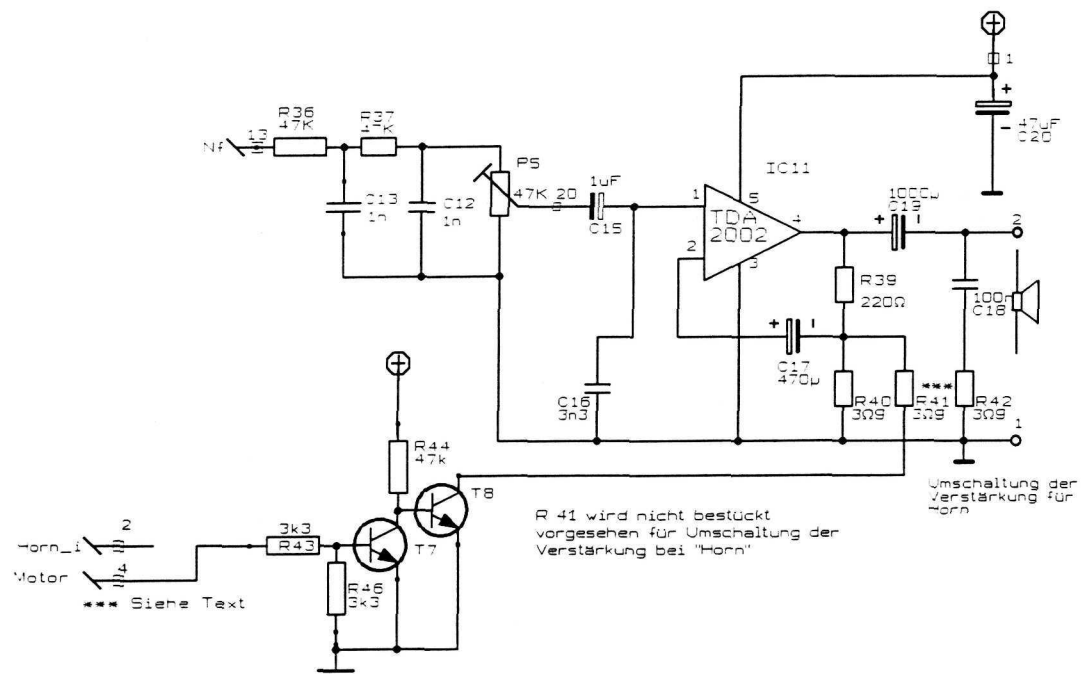 1
+
47uF
-
C20
R36
47K
R37
13
Nf
C13
1n
C12
1n
P5
47K
20
1uF
C15
IC11
1
5
TDA
2002
4
2
3
+
C19
-
2
R39
220Ω
100n
C18
+
-
C17
470µ
C16
3n3
R40
3Ω9
R41
3Ω9
***
R42
3Ω9
1
R44
47k
T8
T7
Umschaltung der
Verstärkung für
Horn
R 41 wird nicht bestückt
vorgesehen für Umschaltung der
Verstärkung bei "Horn"
2
Horn_i
3k3
R43
Motor
4
R46
3k3
*** Siehe Text